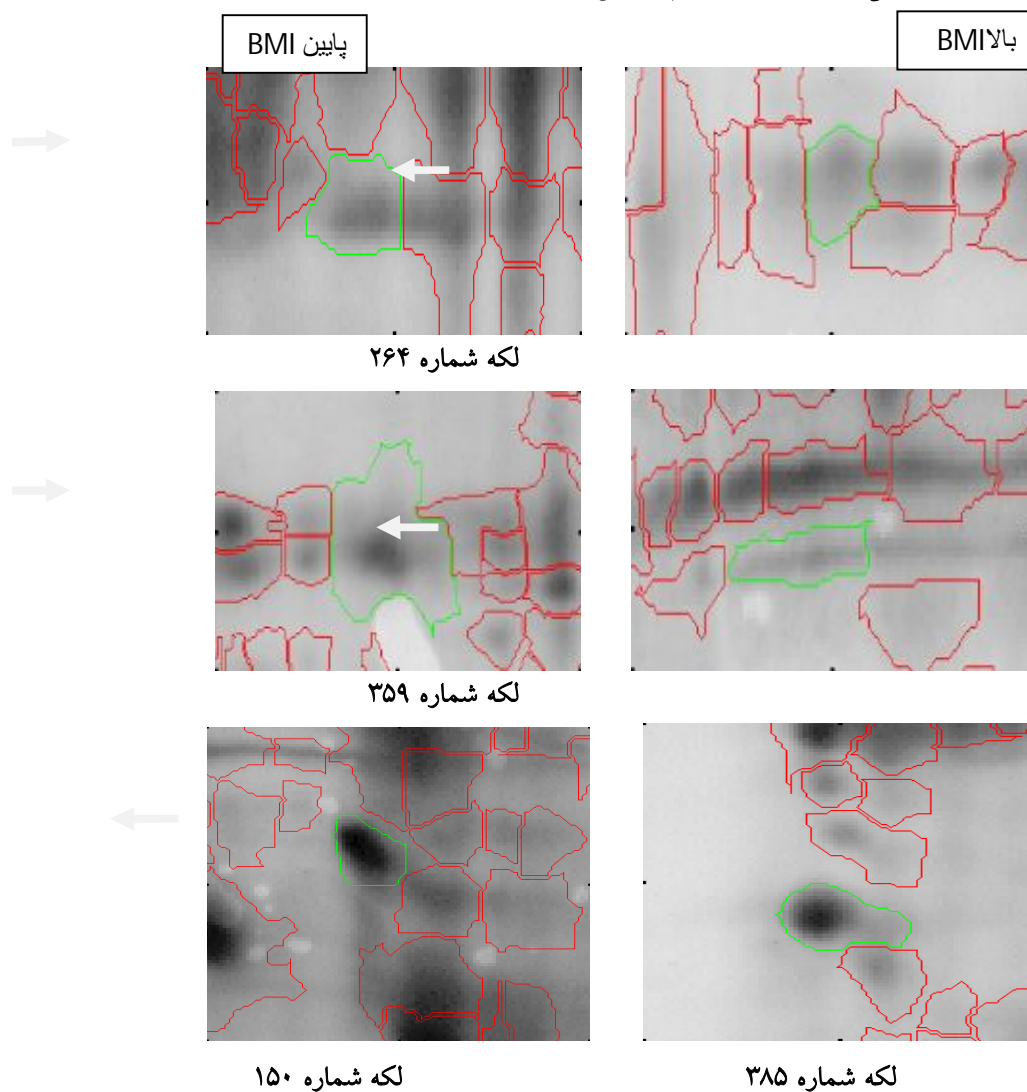 پایین BMI
بالاBMI
لکه شماره ۲۶۴
لکه شماره ۳۵۹
لکه شماره ۱۵۰
لکه شماره ۳۸۵